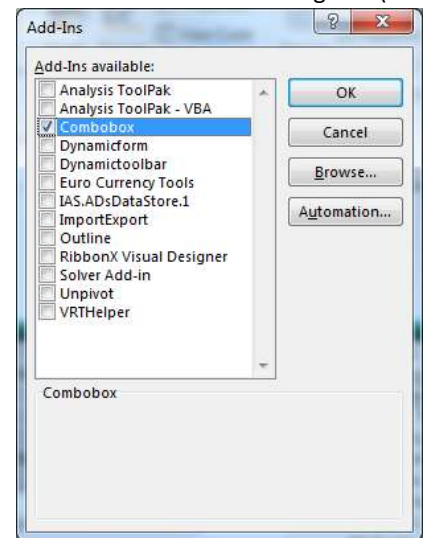 Add-Ins
?
X
Add-Ins available:
Analysis ToolPak
Analysis ToolPak - VBA
Combobox
Dynamicform
Dynamictoolbar
Euro Currency Tools
IAS.ADsDataStore.1
ImportExport
Outline
RibbonX Visual Designer
Solver Add-in
Unpivot
VRTHelper
OK
Cancel
Browse...
Automation...
Combobox